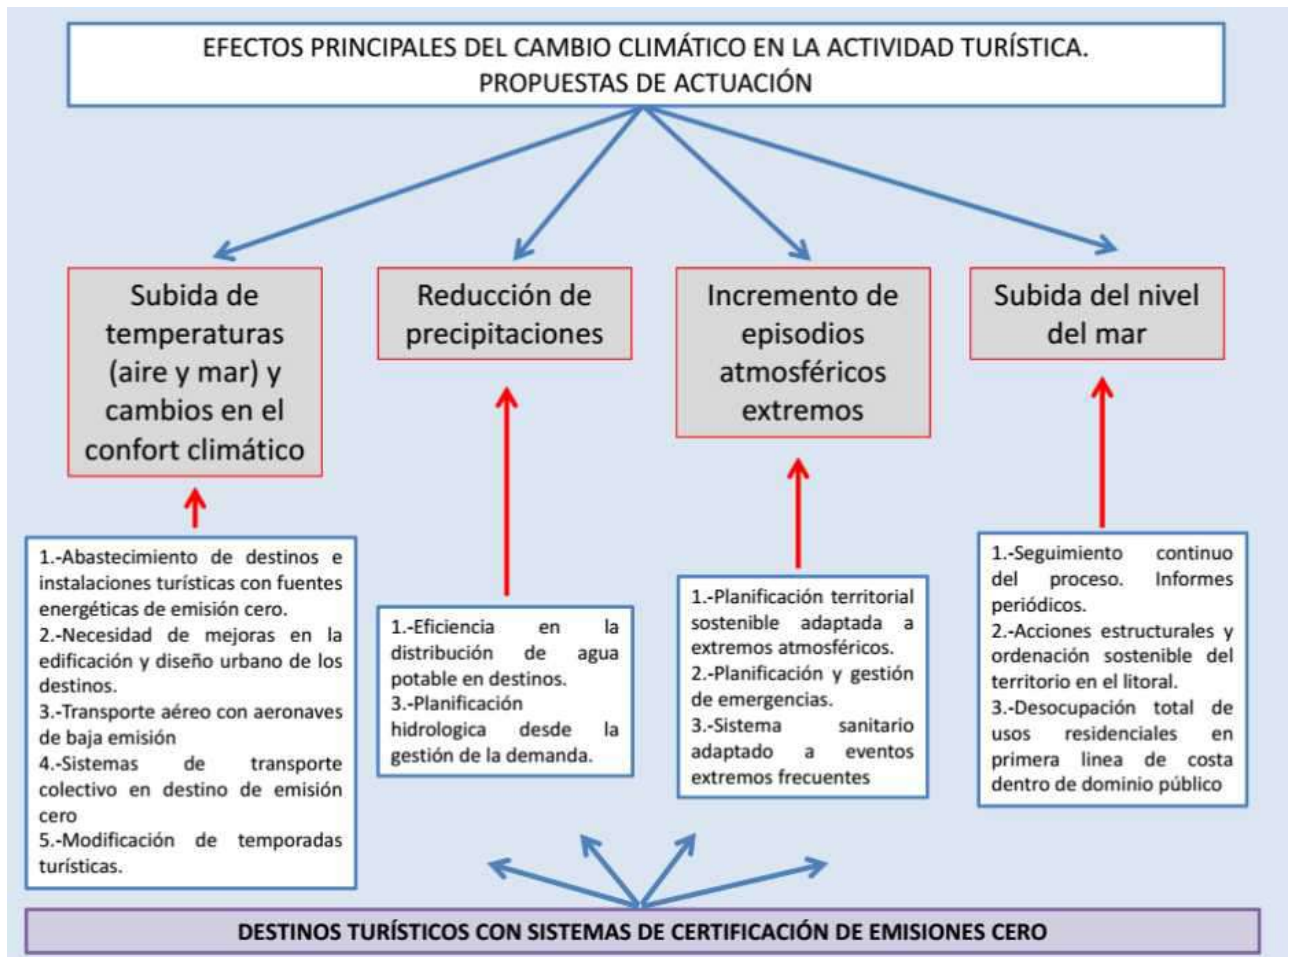 EFECTOS PRINCIPALES DEL CAMBIO CLIMÁTICO EN LA ACTIVIDAD TURÍSTICA.
PROPUESTAS DE ACTUACIÓN
Subida de
temperaturas
(aire y mar) y
cambios en el
confort climático
Reducción de
precipitaciones
Incremento de
episodios
atmosféricos
extremos
Subida del nivel
del mar
1.-Abastecimiento de destinos e
instalaciones turísticas con fuentes
energéticas de emisión cero.
2.-Necesidad de mejoras en la
edificación y diseño urbano de los
destinos.
3.-Transporte aéreo con aeronaves
de baja emisión
4.-Sistemas de transporte
colectivo en destino de emisión
cero
5.-Modificación de temporadas
turísticas.
1.-Eficiencia en la
distribución de agua
potable en destinos.
3.-Planificación
hidrologica desde la
gestión de la demanda.
1.-Planificación territorial
sostenible adaptada a
extremos atmosféricos.
2.-Planificación y gestión
de emergencias.
3.-Sistema sanitario
adaptado a eventos
extremos frecuentes
1.-Seguimiento continuo
del proceso. Informes
periódicos.
2.-Acciones estructurales y
ordenación sostenible del
territorio en el litoral.
3.-Desocupación total de
usos residenciales en
primera linea de costa
dentro de dominio público
DESTINOS TURÍSTICOS CON SISTEMAS DE CERTIFICACIÓN DE EMISIONES CERO